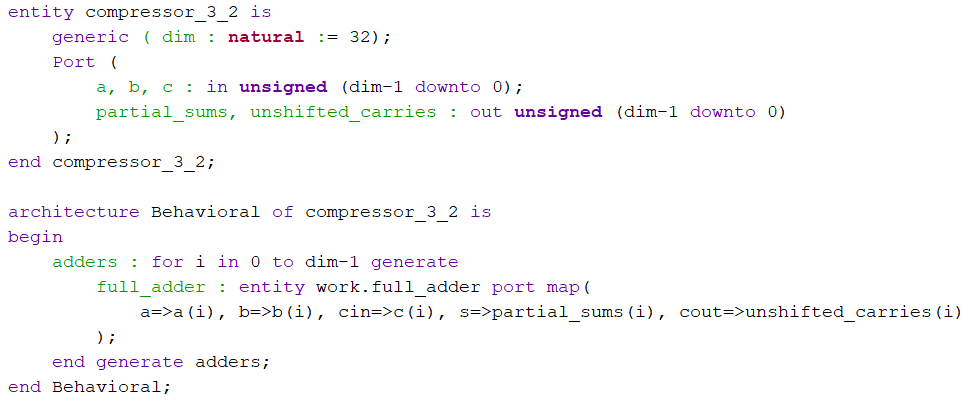 entity compressor_3_2 is
    generic ( dim : natural := 32);
    Port (
        a, b, c : in unsigned (dim-1 downto 0);
        partial_sums, unshifted_carries : out unsigned (dim-1 downto 0)
    );
end compressor_3_2;

architecture Behavioral of compressor_3_2 is
begin
    adders : for i in 0 to dim-1 generate
        full_adder : entity work.full_adder port map(
            a=>a(i), b=>b(i), cin=>c(i), s=>partial_sums(i), cout=>unshifted_carries(i)
        );
    end generate adders;
end Behavioral;